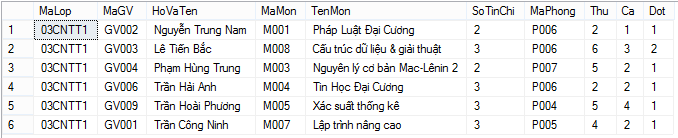 MaLop MaGV HoVaTen MaMon TenMon SoTinChi MaPhong Thu Ca Dot
1 03CNTT1 GV002 Nguyễn Trung Nam M001 Pháp Luật Đại Cương 2 P006 2 1 1
2 03CNTT1 GV003 Lê Tiến Bắc M008 Cấu trúc dữ liệu & giải thuật 3 P006 6 3 2
3 03CNTT1 GV004 Phạm Hùng Trung M003 Nguyên lý cơ bản Mac-Lênin 2 2 P007 5 2 1
4 03CNTT1 GV006 Trần Hải Anh M004 Tin Học Đại Cương 3 P006 2 2 1
5 03CNTT1 GV009 Trần Hoài Phương M005 Xác suất thống kê 3 P004 5 4 1
6 03CNTT1 GV001 Trần Công Ninh M007 Lập trình nâng cao 3 P005 4 2 1